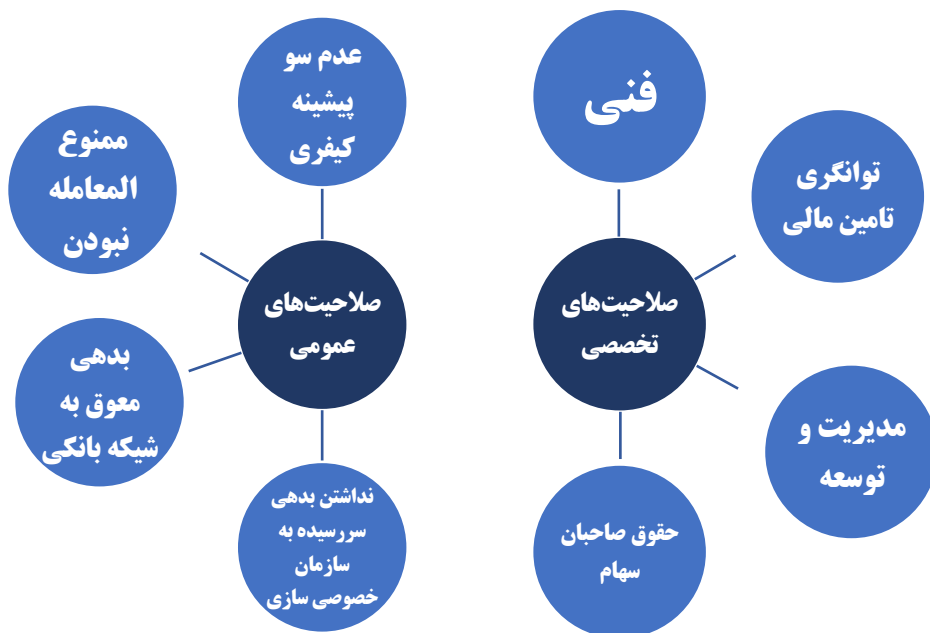 فنی
توانگری
تامین مالی
صلاحیت‌های
تخصصی
مدیریت و
توسعه
حقوق صاحبان
سهام
عدم سو
پیشینه
کیفری
ممنوع
المعامله
نبودن
صلاحیت‌های
عمومی
بدهی
معوق به
شیکه بانکی
نداشتن بدهی
سررسیده به
سازمان
خصوصی سازی